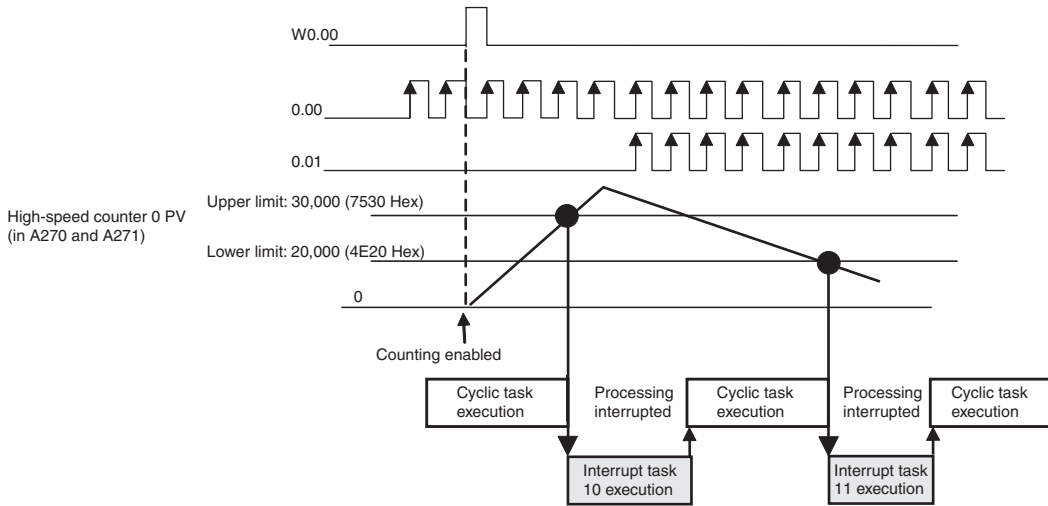 W0.00
0.00
0.01
High-speed counter 0 PV
(in A270 and A271)
Upper limit: 30,000 (7530 Hex)
Lower limit: 20,000 (4E20 Hex)
0
Counting enabled
Cyclic task
execution
Processing
interrupted
Cyclic task
execution
Processing
interrupted
Cyclic task
execution
Interrupt task
10 execution
Interrupt task
11 execution